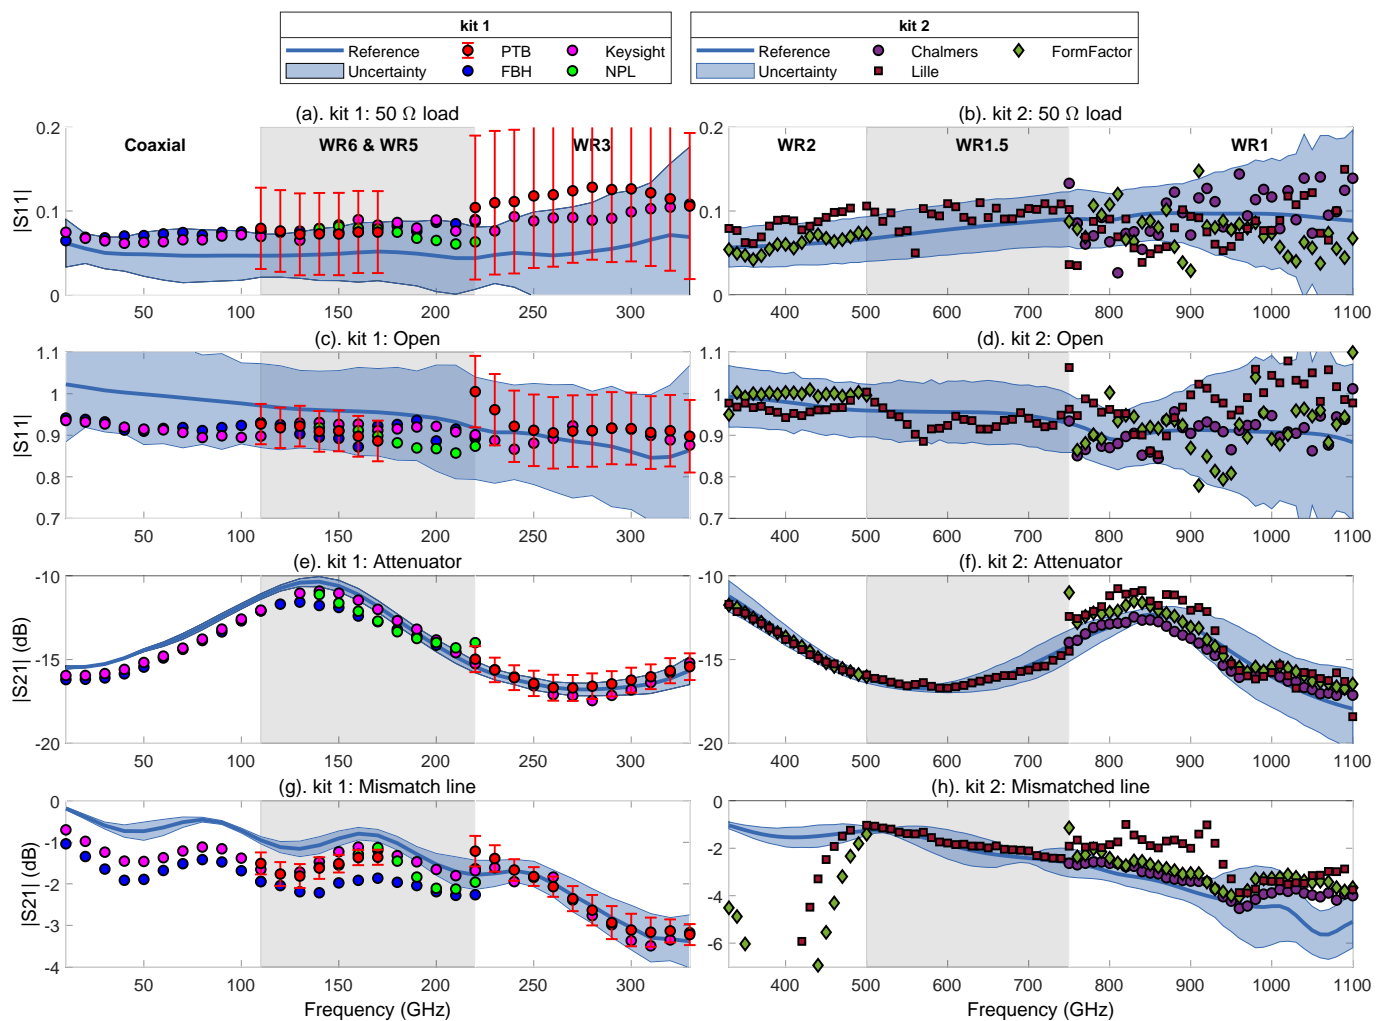 kit 1
Reference
PTB
Keysight
Uncertainty
FBH
NPL
kit 2
Reference
Chalmers
FormFactor
Uncertainty
Lille
(a). kit 1: 50 Ω load
Coaxial
WR6 & WR5
WR3
|S11|
0.2
0.1
0
50
100
150
200
250
300
(b). kit 2: 50 Ω load
WR2
WR1.5
WR1
0.2
0.1
0
400
500
600
700
800
900
1000
1100
(c). kit 1: Open
|S11|
1.1
1
0.9
0.8
0.7
50
100
150
200
250
300
(d). kit 2: Open
1.1
1
0.9
0.8
0.7
400
500
600
700
800
900
1000
1100
(e). kit 1: Attenuator
|S21| (dB)
-10
-15
-20
50
100
150
200
250
300
(f). kit 2: Attenuator
-10
-15
-20
400
500
600
700
800
900
1000
1100
(g). kit 1: Mismatch line
|S21| (dB)
0
-1
-2
-3
-4
50
100
150
200
250
300
Frequency (GHz)
(h). kit 2: Mismatched line
0
-2
-4
-6
400
500
600
700
800
900
1000
1100
Frequency (GHz)